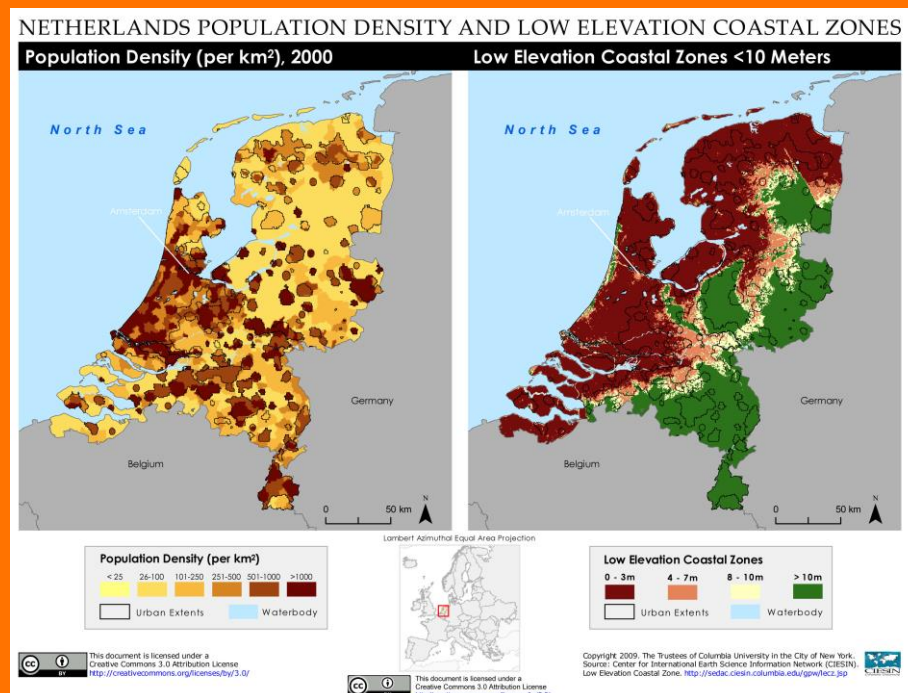 NETHERLANDS POPULATION DENSITY AND LOW ELEVATION COASTAL ZONES
Population Density (per km²), 2000
Low Elevation Coastal Zones <10 Meters
North Sea
Amsterdam
Germany
Belgium
0 50 km
N
North Sea
Amsterdam
Germany
Belgium
0 50 km
N
Lambert Azimuthal Equal Area Projection
Population Density (per km²)
< 25 26-100 101-250 251-500 501-1000 >1000
Urban Extents Waterbody
Low Elevation Coastal Zones
0 - 3m 4 - 7m 8 - 10m > 10m
Urban Extents Waterbody
cc BY
This document is licensed under a
Creative Commons 3.0 Attribution License
http://creativecommons.org/licenses/by/3.0/
cc
This document is licensed under a
Creative Commons 3.0 Attribution License
Copyright 2009. The Trustees of Columbia University in the City of New York.
Source: Center for International Earth Science Information Network (CIESIN).
Low Elevation Coastal Zone. http://sedac.ciesin.columbia.edu/gpw/lecz.jsp
CIESIN